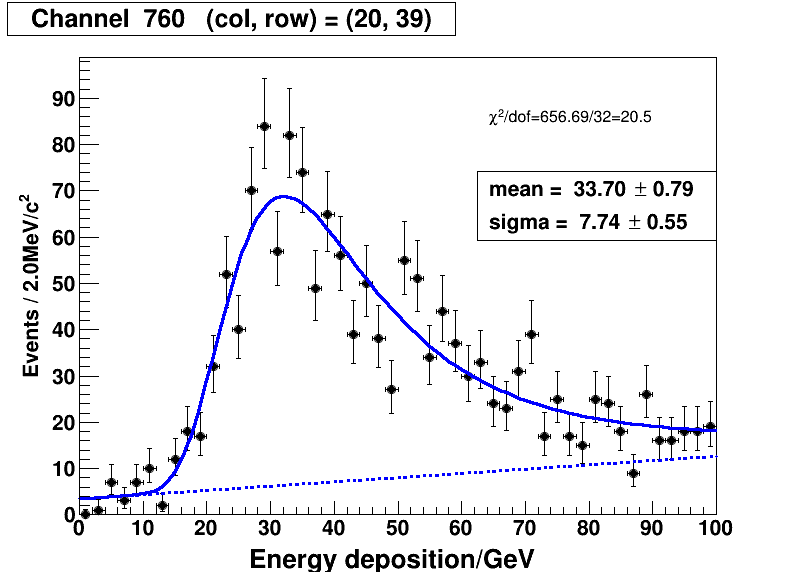 Channel 760 (col, row) = (20, 39)
χ²/dof=656.69/32=20.5
mean = 33.70 ± 0.79
sigma = 7.74 ± 0.55
Events / 2.0MeV/c²
90
80
70
60
50
40
30
20
10
0
0 10 20 30 40 50 60 70 80 90 100
Energy deposition/GeV